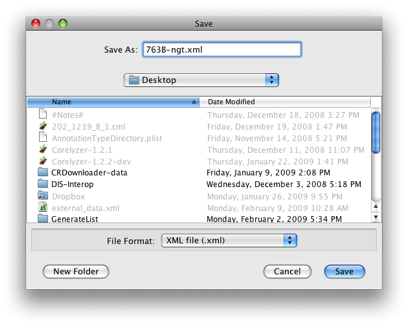 Save
Save As: 763B-ngt.xml
Desktop
Name Date Modified
#Notes# Thursday, December 18, 2008 3:27 PM
202_1239_B_1.cml Friday, December 19, 2008 1:47 PM
AnnotationTypeDirectory.plist Friday, November 14, 2008 5:21 PM
Corelyzer-1.2.1 Thursday, December 11, 2008 11:07 PM
Corelyzer-1.2.2-dev Thursday, January 22, 2009 1:41 PM
CRDownloader-data Friday, January 9, 2009 2:08 PM
DIS-Interop Wednesday, December 3, 2008 5:18 PM
Dropbox Monday, January 26, 2009 9:55 PM
external_data.xml Monday, February 9, 2009 10:28 AM
GenerateList Monday, February 2, 2009 5:34 PM
File Format: XML file (.xml)
New Folder Cancel Save